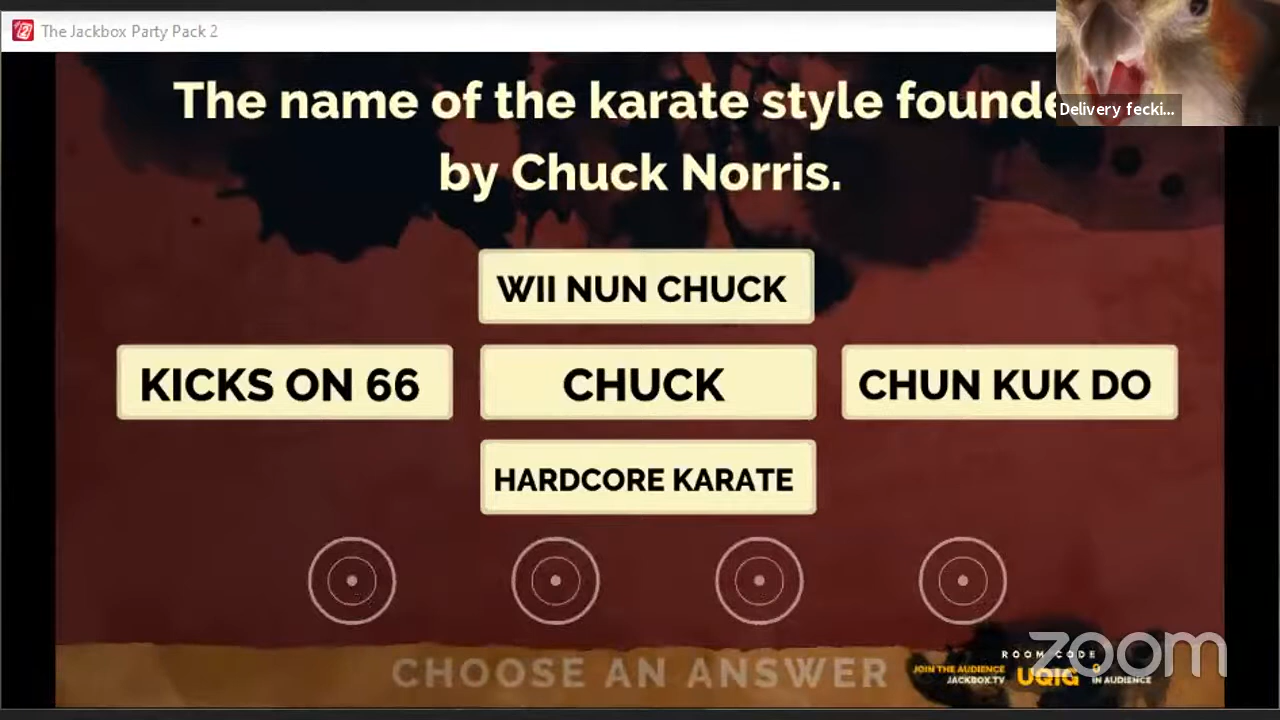 The Jackbox Party Pack 2
Delivery fecki...
The name of the karate style founde
by Chuck Norris.
WII NUN CHUCK
KICKS ON 66
CHUCK
CHUN KUK DO
HARDCORE KARATE
CHOOSE AN ANSWER
ROOM CODE
JOIN THE AUDIENCE
JACKBOX.TV
UQIG
0
IN AUDIENCE
zoom